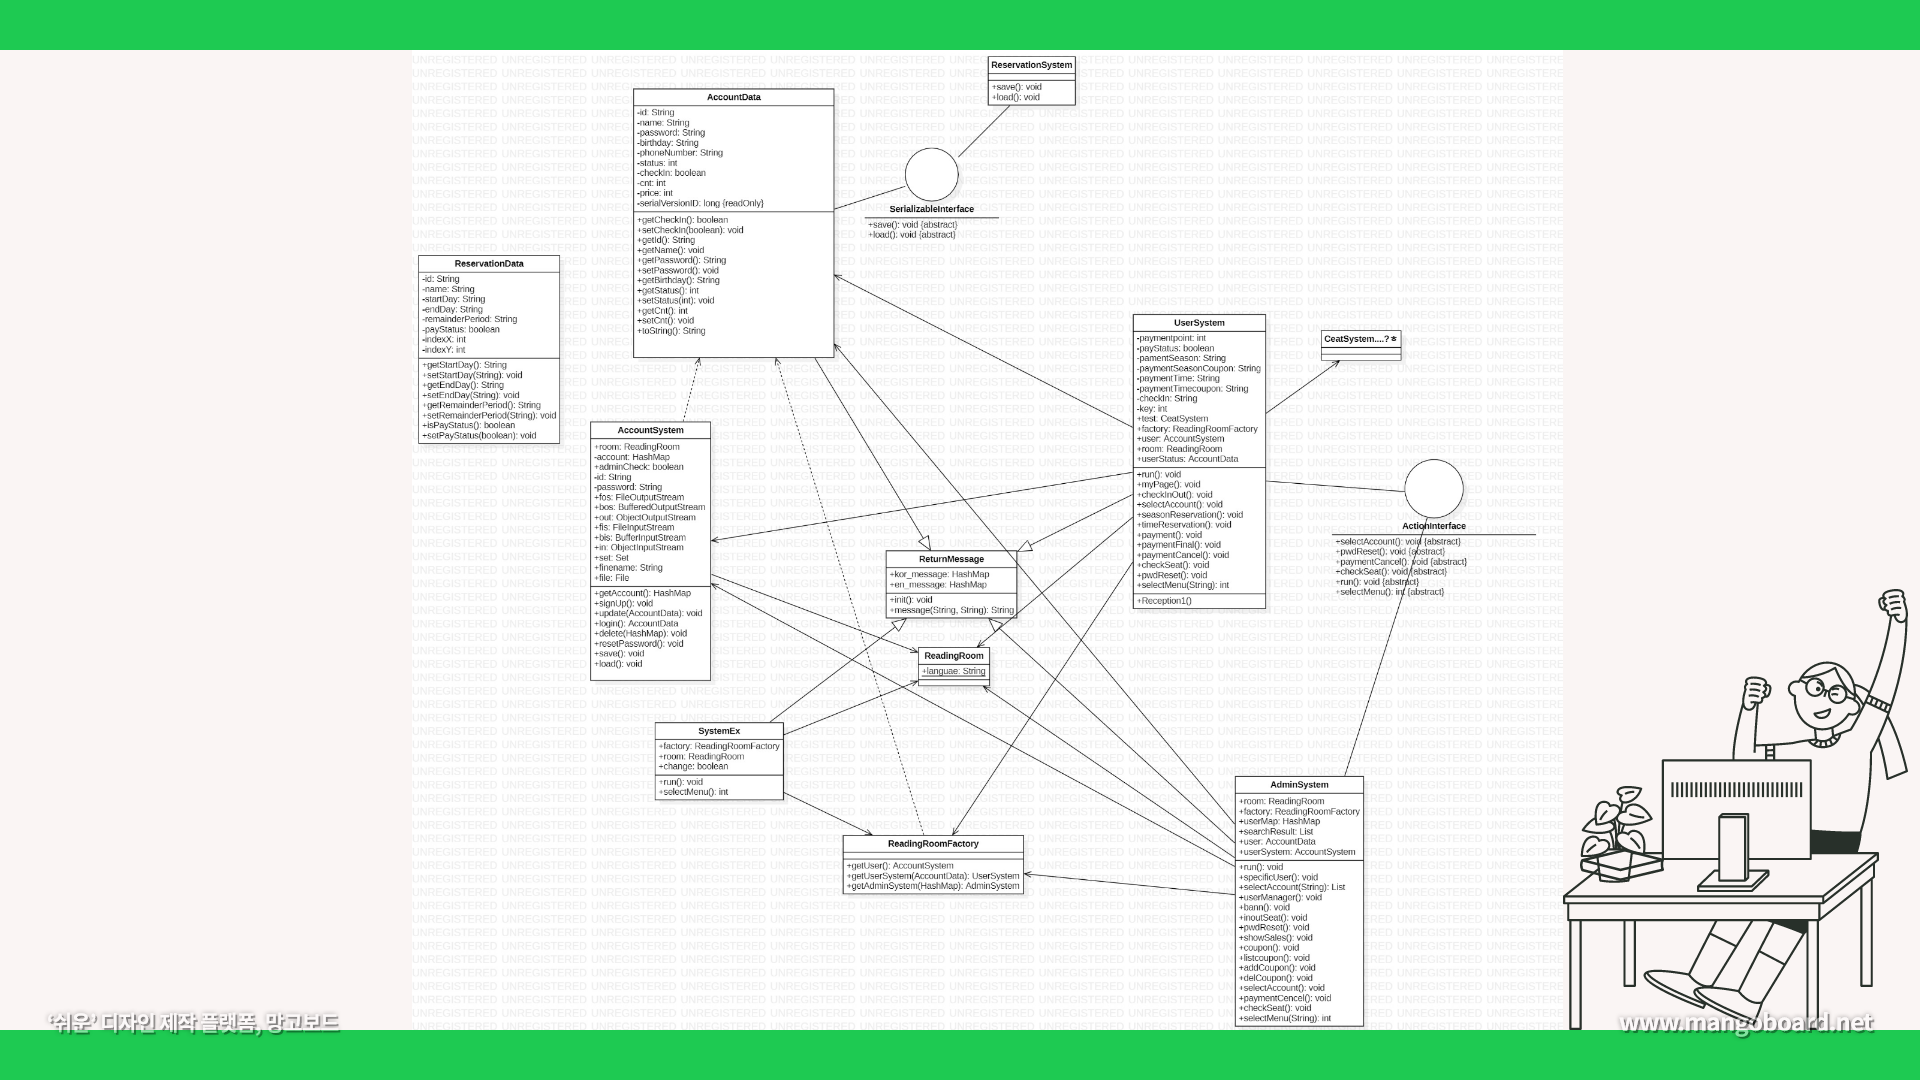 ReservationSystem
+save(): void
+load(): void
AccountData
-id: String
-name: String
-password: String
-birthday: String
-phoneNumber: String
-status: int
-checkIn: boolean
-cnt: int
-price: int
-serialVersionID: long {readOnly}
+getCheckIn(): boolean
+setCheckIn(boolean): void
+getId(): String
+getName(): void
+getPassword(): String
+setPassword(): void
+getBirthday(): String
+getStatus(): int
+setStatus(int): void
+getCnt(): int
+setCnt(): void
+toString(): String
SerializableInterface
+save(): void {abstract}
+load(): void {abstract}
ReservationData
-id: String
-name: String
-startDay: String
-endDay: String
-remainderPeriod: String
-payStatus: boolean
-indexX: int
-indexY: int
+getStartDay(): String
+setStartDay(String): void
+getEndDay(): String
+setEndDay(String): void
+getRemainderPeriod(): String
+setRemainderPeriod(String): void
+isPayStatus(): boolean
+setPayStatus(boolean): void
UserSystem
-paymentpoint: int
-payStatus: boolean
-pamentSeason: String
-paymentSeasonCoupon: String
-paymentTime: String
-paymentTimecoupon: String
-checkIn: String
-key: int
+test: CeatSystem
+factory: ReadingRoomFactory
+user: AccountSystem
+room: ReadingRoom
+userStatus: AccountData
+run(): void
+myPage(): void
+checkInOut(): void
+selectAccount(): void
+seasonReservation(): void
+timeReservation(): void
+payment(): void
+paymentFinal(): void
+paymentCancel(): void
+checkSeat(): void
+pwdReset(): void
+selectMenu(String): int
+Reception1()
CeatSystem....?
AccountSystem
+room: ReadingRoom
-account: HashMap
+adminCheck: boolean
-id: String
-password: String
+fos: FileOutputStream
+bos: BufferedOutputStream
+out: ObjectOutputStream
+fis: FileInputStream
+bis: BufferInputStream
+in: ObjectInputStream
+set: Set
+finename: String
+file: File
+getAccount(): HashMap
+signUp(): void
+update(AccountData): void
+login(): AccountData
+delete(HashMap): void
+resetPassword(): void
+save(): void
+load(): void
ActionInterface
+selectAccount(): void {abstract}
+pwdReset(): void {abstract}
+paymentCancel(): void {abstract}
+checkSeat(): void {abstract}
+run(): void {abstract}
+selectMenu(): int {abstract}
ReturnMessage
+kor_message: HashMap
+en_message: HashMap
+init(): void
+message(String, String): String
ReadingRoom
+languae: String
SystemEx
+factory: ReadingRoomFactory
+room: ReadingRoom
+change: boolean
+run(): void
+selectMenu(): int
ReadingRoomFactory
+getUser(): AccountSystem
+getUserSystem(AccountData): UserSystem
+getAdminSystem(HashMap): AdminSystem
AdminSystem
+room: ReadingRoom
+factory: ReadingRoomFactory
+userMap: HashMap
+searchResult: List
+user: AccountData
+userSystem: AccountSystem
+run(): void
+specificUser(): void
+selectAccount(String): List
+userManager(): void
+bann(): void
+inoutSeat(): void
+pwdReset(): void
+showSales(): void
+coupon(): void
+listcoupon(): void
+addCoupon(): void
+delCoupon(): void
+selectAccount(): void
+paymentCencel(): void
+checkSeat(): void
+selectMenu(String): int
'쉬운' 디자인 제작 플랫폼, 망고보드
www.mangoboard.net